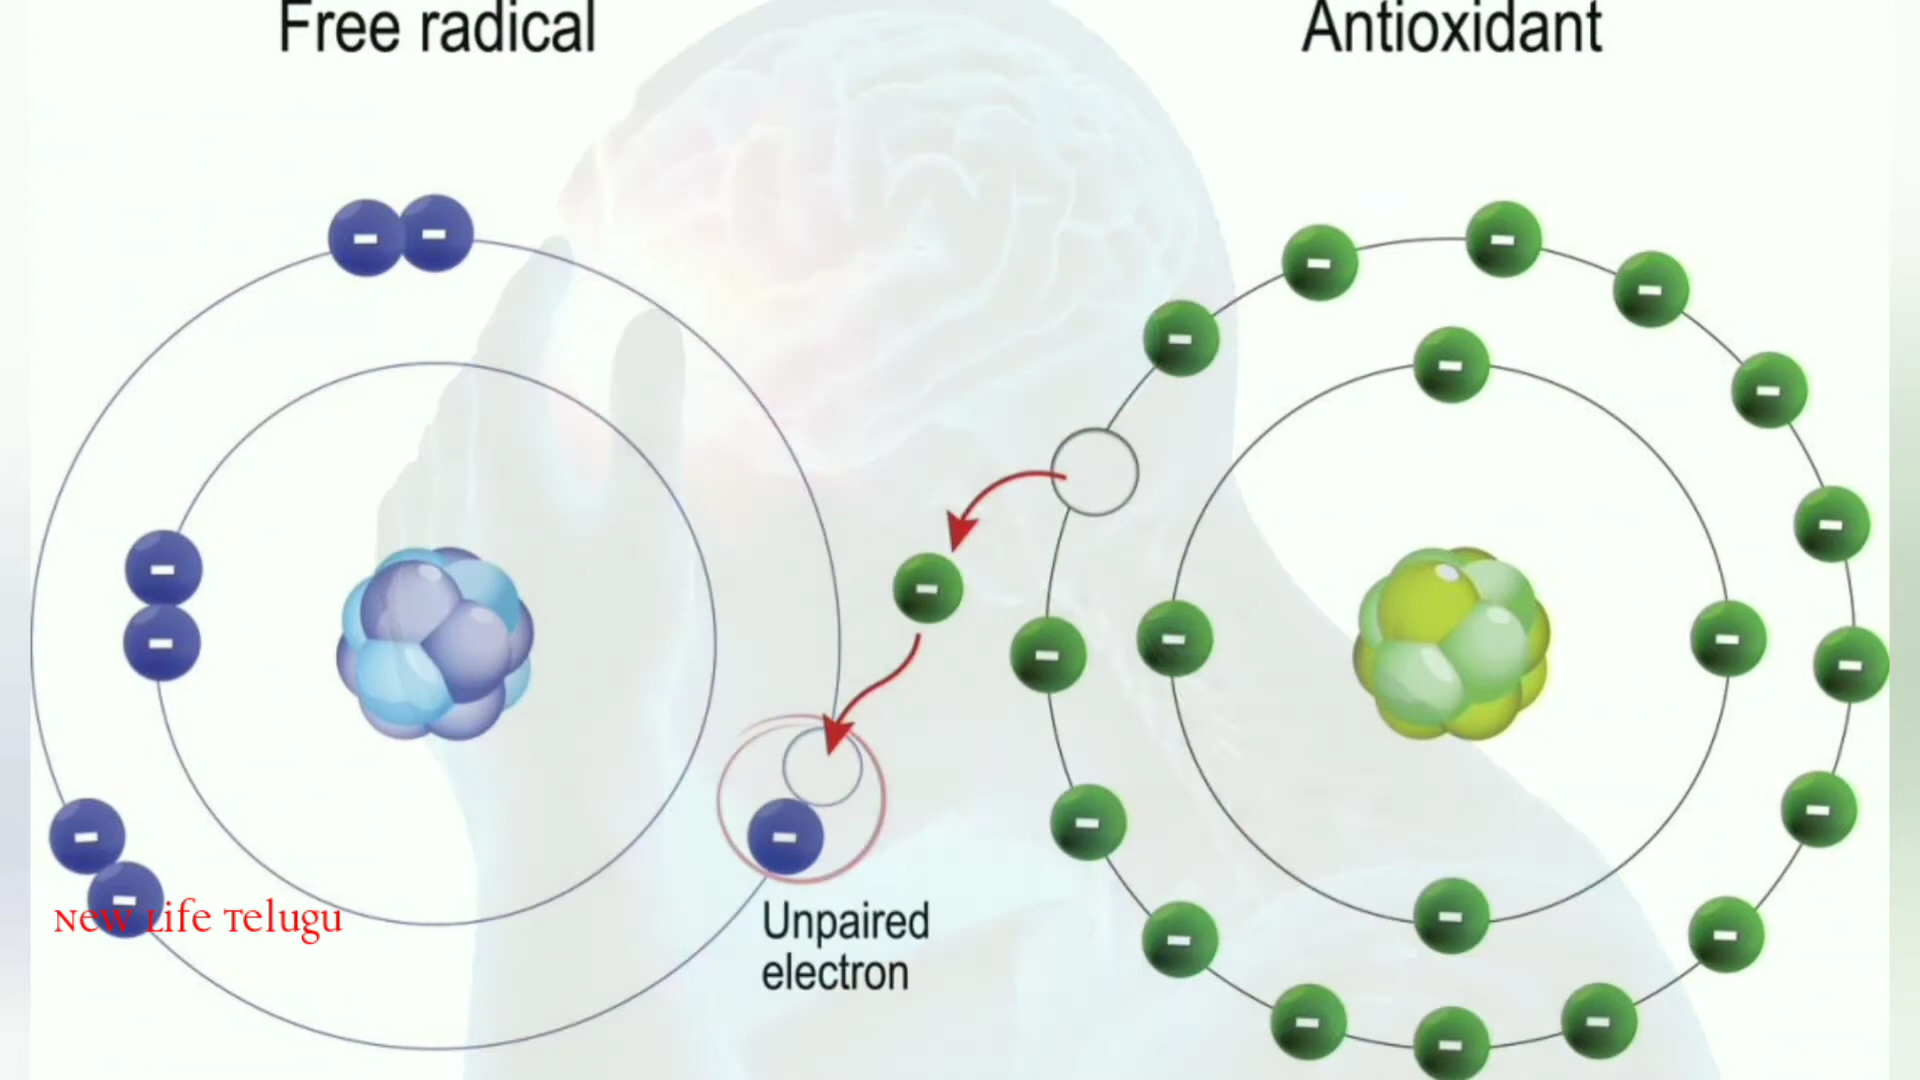 Free radical
Antioxidant
New Life Telugu
Unpaired
electron